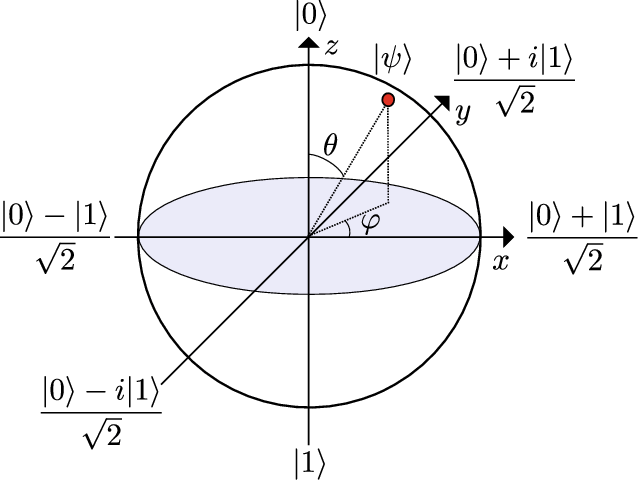 |0⟩
z
|ψ⟩
|0⟩ + i|1⟩
√2
y
θ
|0⟩ − |1⟩
√2
φ
x
|0⟩ + |1⟩
√2
|0⟩ − i|1⟩
√2
|1⟩